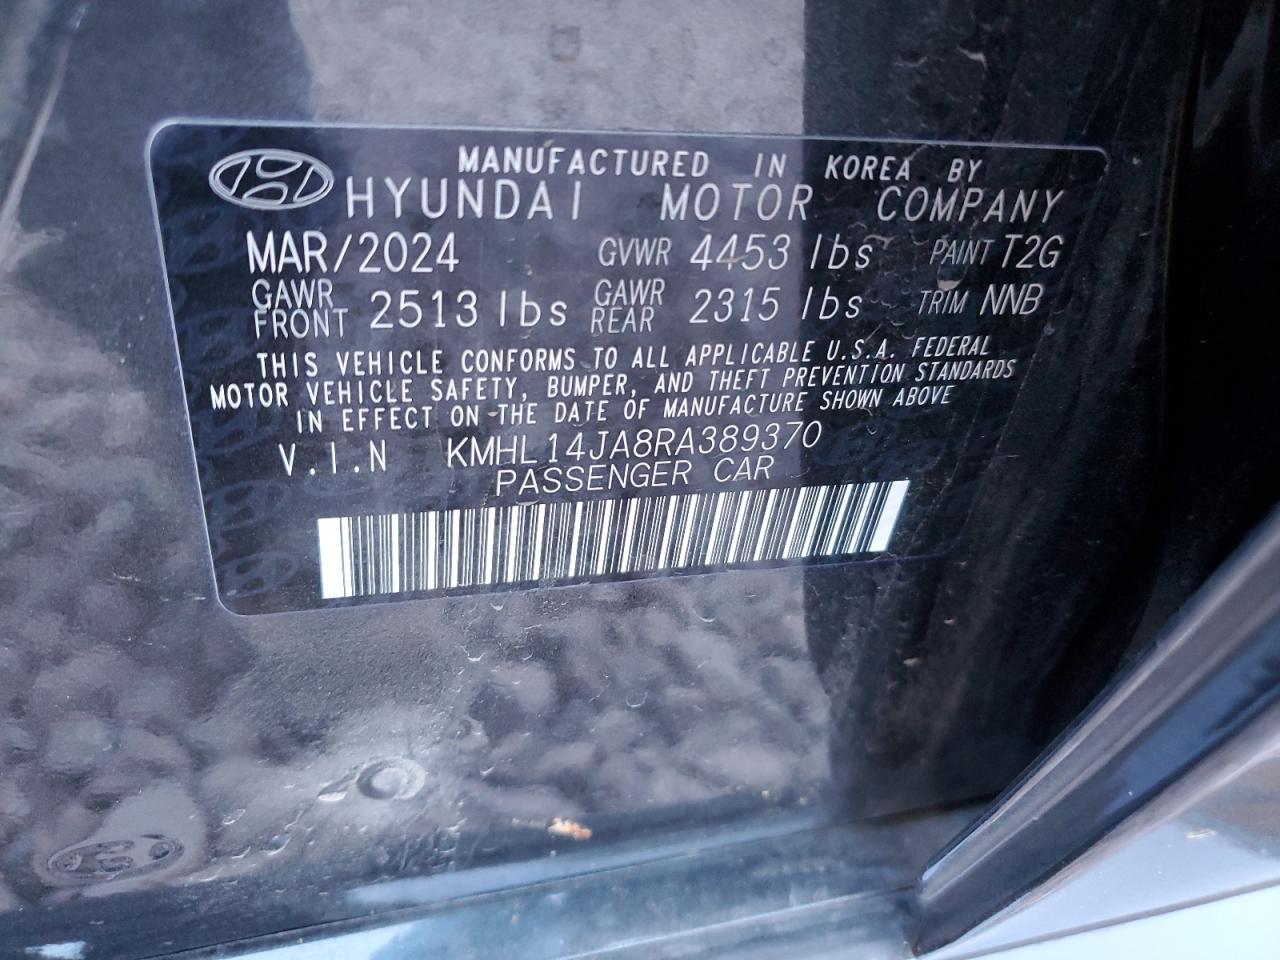 MANUFACTURED IN KOREA BY
HYUNDAI MOTOR COMPANY
MAR/2024 GVWR 4453 lbs PAINT T2G
GAWR FRONT 2513 lbs GAWR REAR 2315 lbs TRIM NNB
THIS VEHICLE CONFORMS TO ALL APPLICABLE U.S.A. FEDERAL
MOTOR VEHICLE SAFETY, BUMPER, AND THEFT PREVENTION STANDARDS
IN EFFECT ON THE DATE OF MANUFACTURE SHOWN ABOVE
V.I.N KMHL14JA8RA389370
PASSENGER CAR